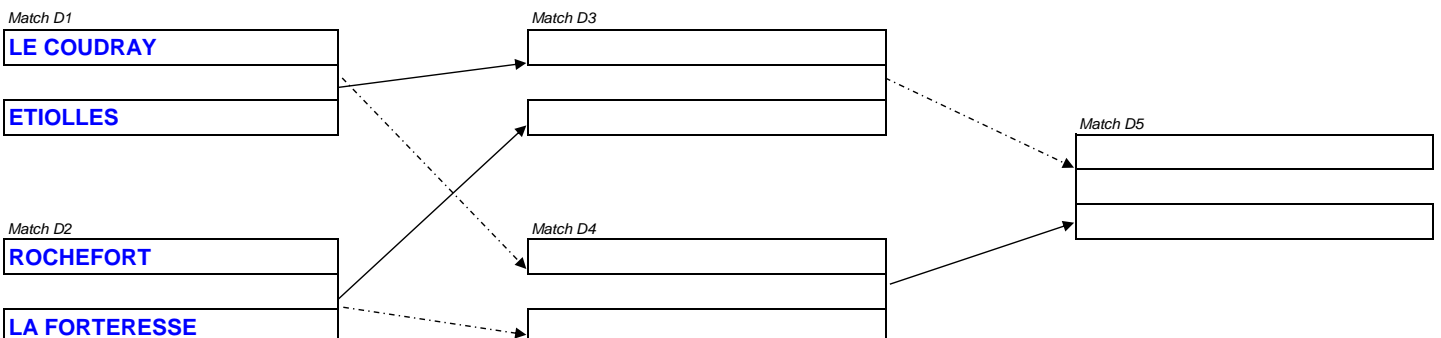 Match D1
LE COUDRAY
ETIOLLES
Match D2
ROCHEFORT
LA FORTERESSE
Match D3
Match D4
Match D5